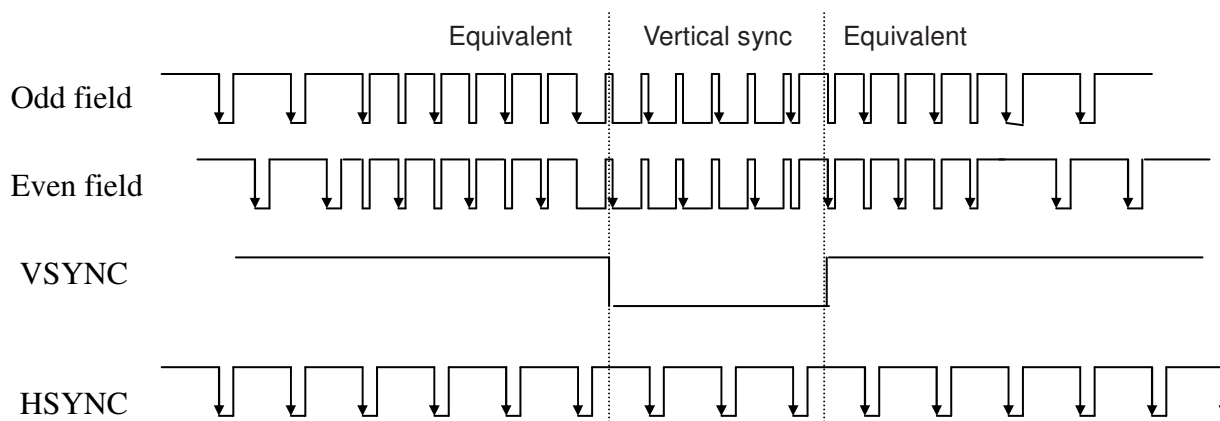 Equivalent Vertical sync Equivalent
Odd field
Even field
VSYNC
HSYNC